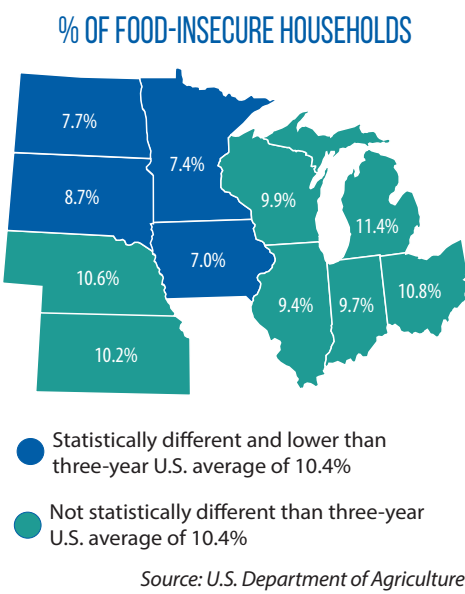 % OF FOOD-INSECURE HOUSEHOLDS
7.7%
7.4%
8.7%
9.9%
11.4%
7.0%
10.6%
9.4%
9.7%
10.8%
10.2%
Statistically different and lower than
three-year U.S. average of 10.4%
Not statistically different than three-year
U.S. average of 10.4%
Source: U.S. Department of Agriculture